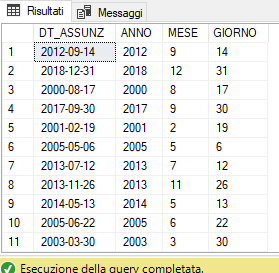 Risultati Messaggi
DT_ASSUNZ ANNO MESE GIORNO
1 2012-09-14 2012 9 14
2 2018-12-31 2018 12 31
3 2000-08-17 2000 8 17
4 2017-09-30 2017 9 30
5 2001-02-19 2001 2 19
6 2005-05-06 2005 5 6
7 2013-07-12 2013 7 12
8 2013-11-26 2013 11 26
9 2014-05-13 2014 5 13
10 2005-06-22 2005 6 22
11 2003-03-30 2003 3 30
Esecuzione della query completata.